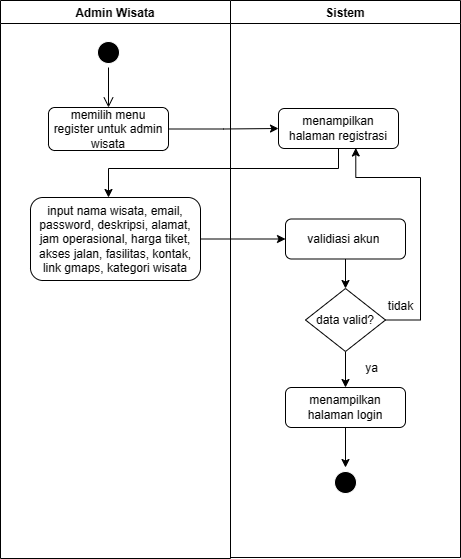 Admin Wisata
Sistem
memilih menu
register untuk admin
wisata
menampilkan
halaman registrasi
input nama wisata, email,
password, deskripsi, alamat,
jam operasional, harga tiket,
akses jalan, fasilitas, kontak,
link gmaps, kategori wisata
validiasi akun
data valid?
tidak
ya
menampilkan
halaman login